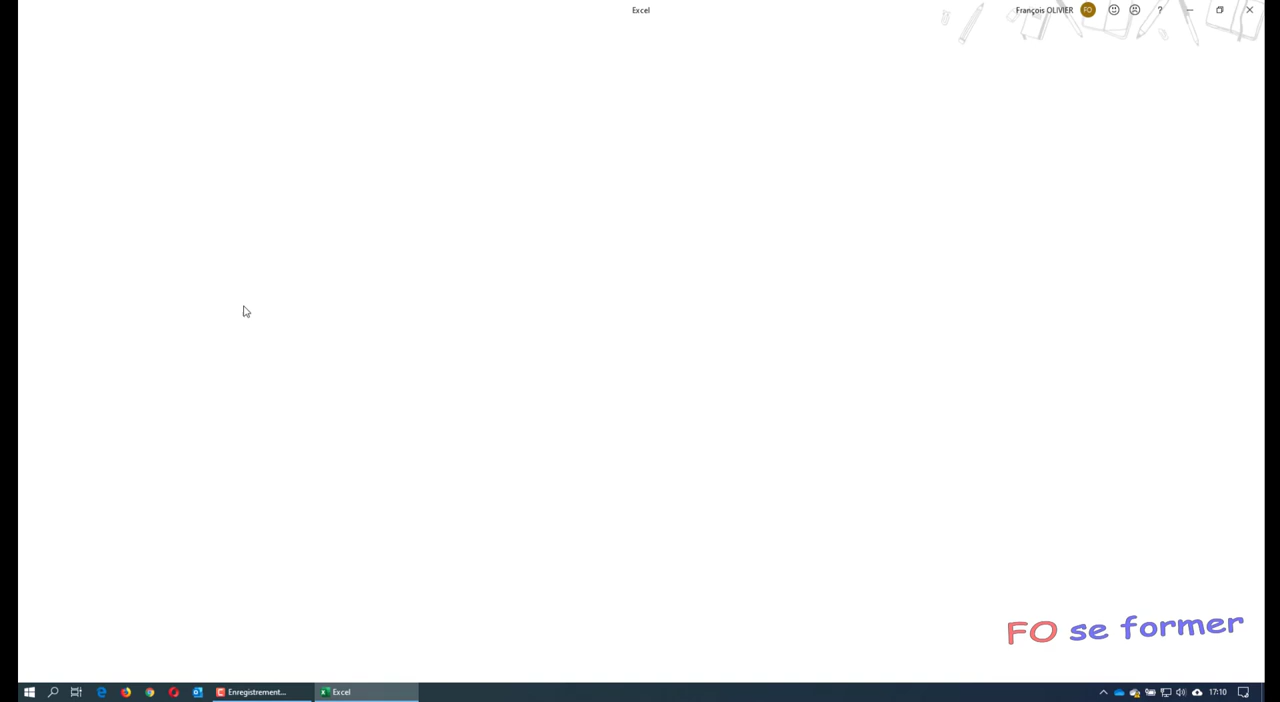 Excel
François OLIVIER FO ?
FO se former
Enregistrement... Excel 17:10